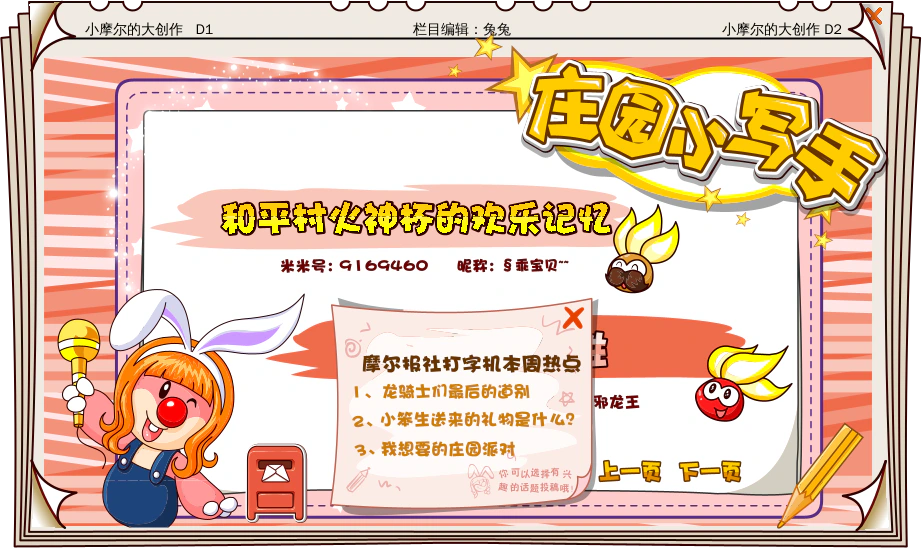 小摩尔的大创作 D1
栏目编辑：兔兔
小摩尔的大创作 D2
庄园小写手
和平村火神杯的欢乐记忆
米米号：9169460 昵称：§乖宝贝~~
摩尔报社打字机本周热点
1、龙骑士们最后的道别
2、小笨生送来的礼物是什么？
3、我想要的庄园派对
你可以选择有兴
趣的话题投稿哦！
邪龙王
上一页 下一页